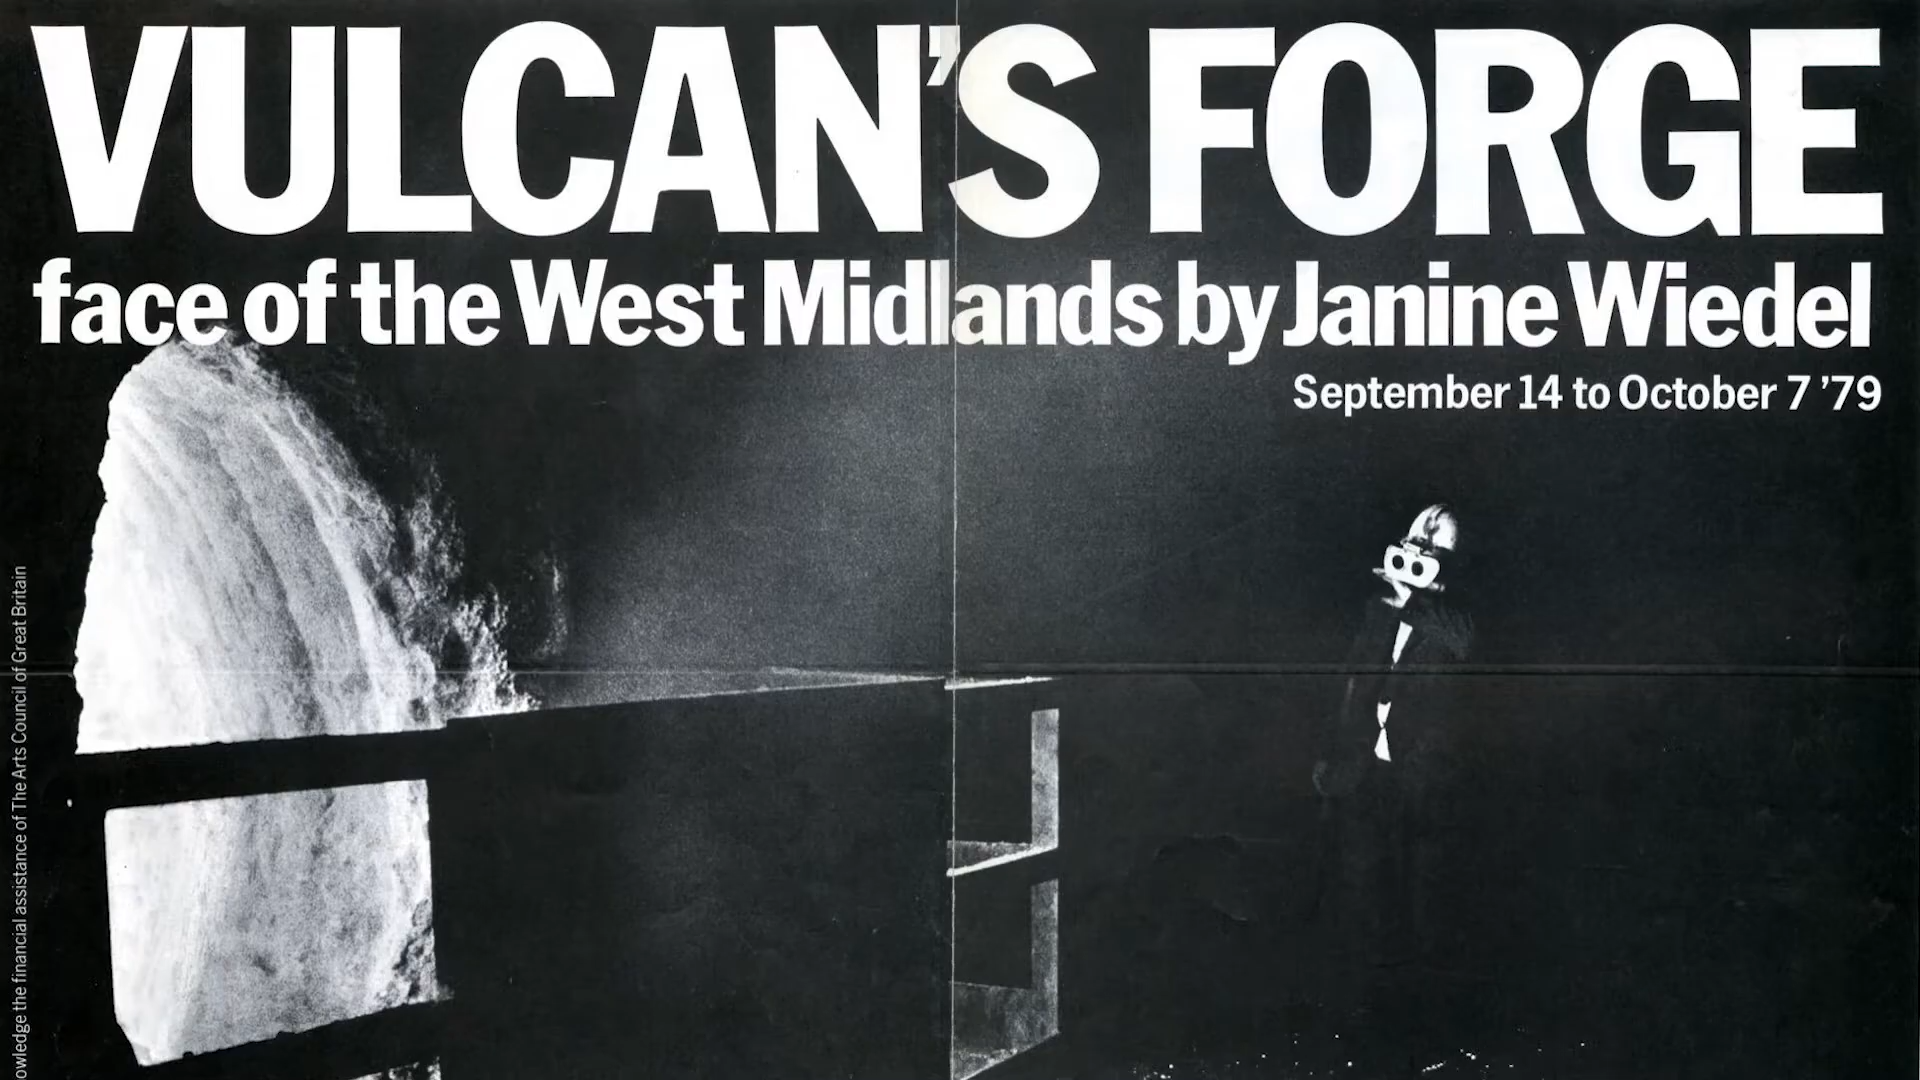 VULCAN'S FORGE
face of the West Midlands by Janine Wiedel
September 14 to October 7 '79
the financial assistance of The Arts Council of Great Britain